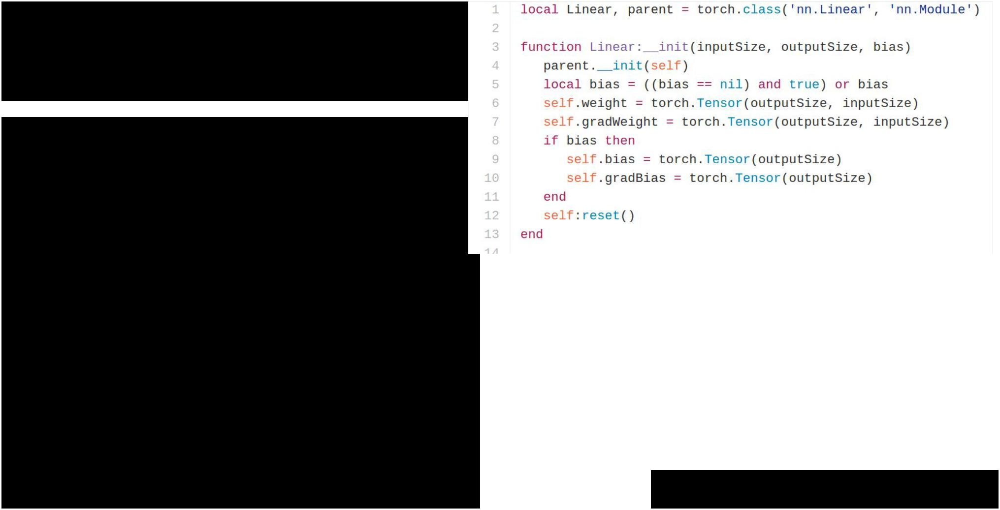 1 local Linear, parent = torch.class('nn.Linear', 'nn.Module')
2
3 function Linear:__init(inputSize, outputSize, bias)
4    parent.__init(self)
5    local bias = ((bias == nil) and true) or bias
6    self.weight = torch.Tensor(outputSize, inputSize)
7    self.gradWeight = torch.Tensor(outputSize, inputSize)
8    if bias then
9       self.bias = torch.Tensor(outputSize)
10       self.gradBias = torch.Tensor(outputSize)
11    end
12    self:reset()
13 end
14